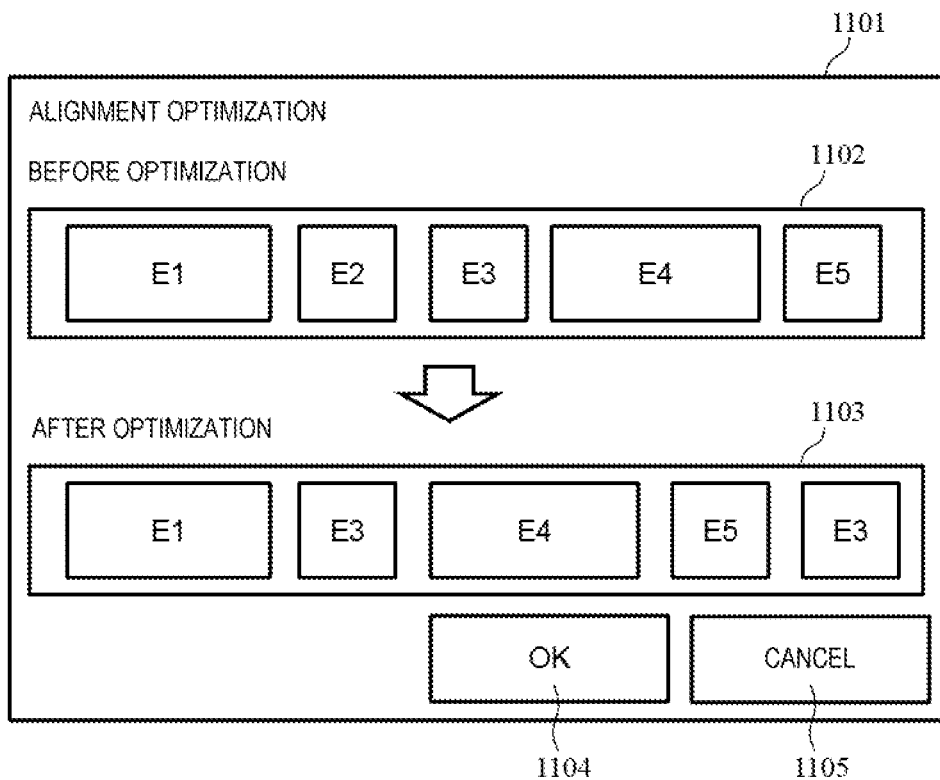 1101
ALIGNMENT OPTIMIZATION
BEFORE OPTIMIZATION
1102
E1 E2 E3 E4 E5
AFTER OPTIMIZATION
1103
E1 E3 E4 E5 E3
OK CANCEL
1104 1105